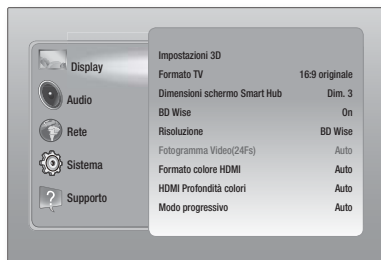 Display
Audio
Rete
Sistema
Supporto
Impostazioni 3D
Formato TV 16:9 originale
Dimensioni schermo Smart Hub Dim. 3
BD Wise On
Risoluzione BD Wise
Fotogramma Video(24Fs) Auto
Formato colore HDMI Auto
HDMI Profondità colori Auto
Modo progressivo Auto